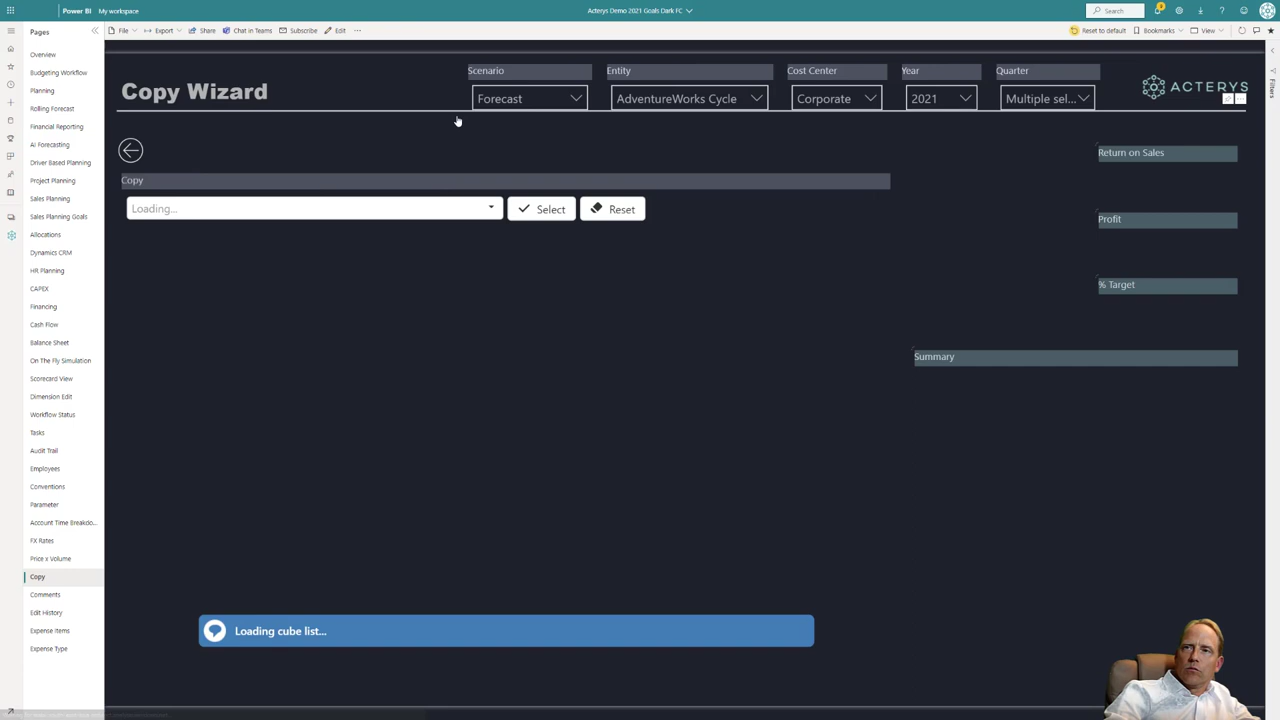 Power BI My workspace
Acterys Demo 2021 Goals Dark FC
Search
Pages
File Export Share Chat in Teams Subscribe Edit
Reset to default Bookmarks View
Overview
Budgeting Workflow
Planning
Rolling Forecast
Financial Reporting
AI Forecasting
Driver Based Planning
Project Planning
Sales Planning
Sales Planning Goals
Allocations
Dynamics CRM
HR Planning
CAPEX
Financing
Cash Flow
Balance Sheet
On The Fly Simulation
Scorecard View
Dimension Edit
Workflow Status
Tasks
Audit Trail
Employees
Conventions
Parameter
Account Time Breakdo...
FX Rates
Price x Volume
Copy
Comments
Edit History
Expense Items
Expense Type
Copy Wizard
Scenario Entity Cost Center Year Quarter
Forecast AdventureWorks Cycle Corporate 2021 Multiple sel...
ACTERYS
Filters
Copy
Loading... Select Reset
Return on Sales
Profit
% Target
Summary
Loading cube list...